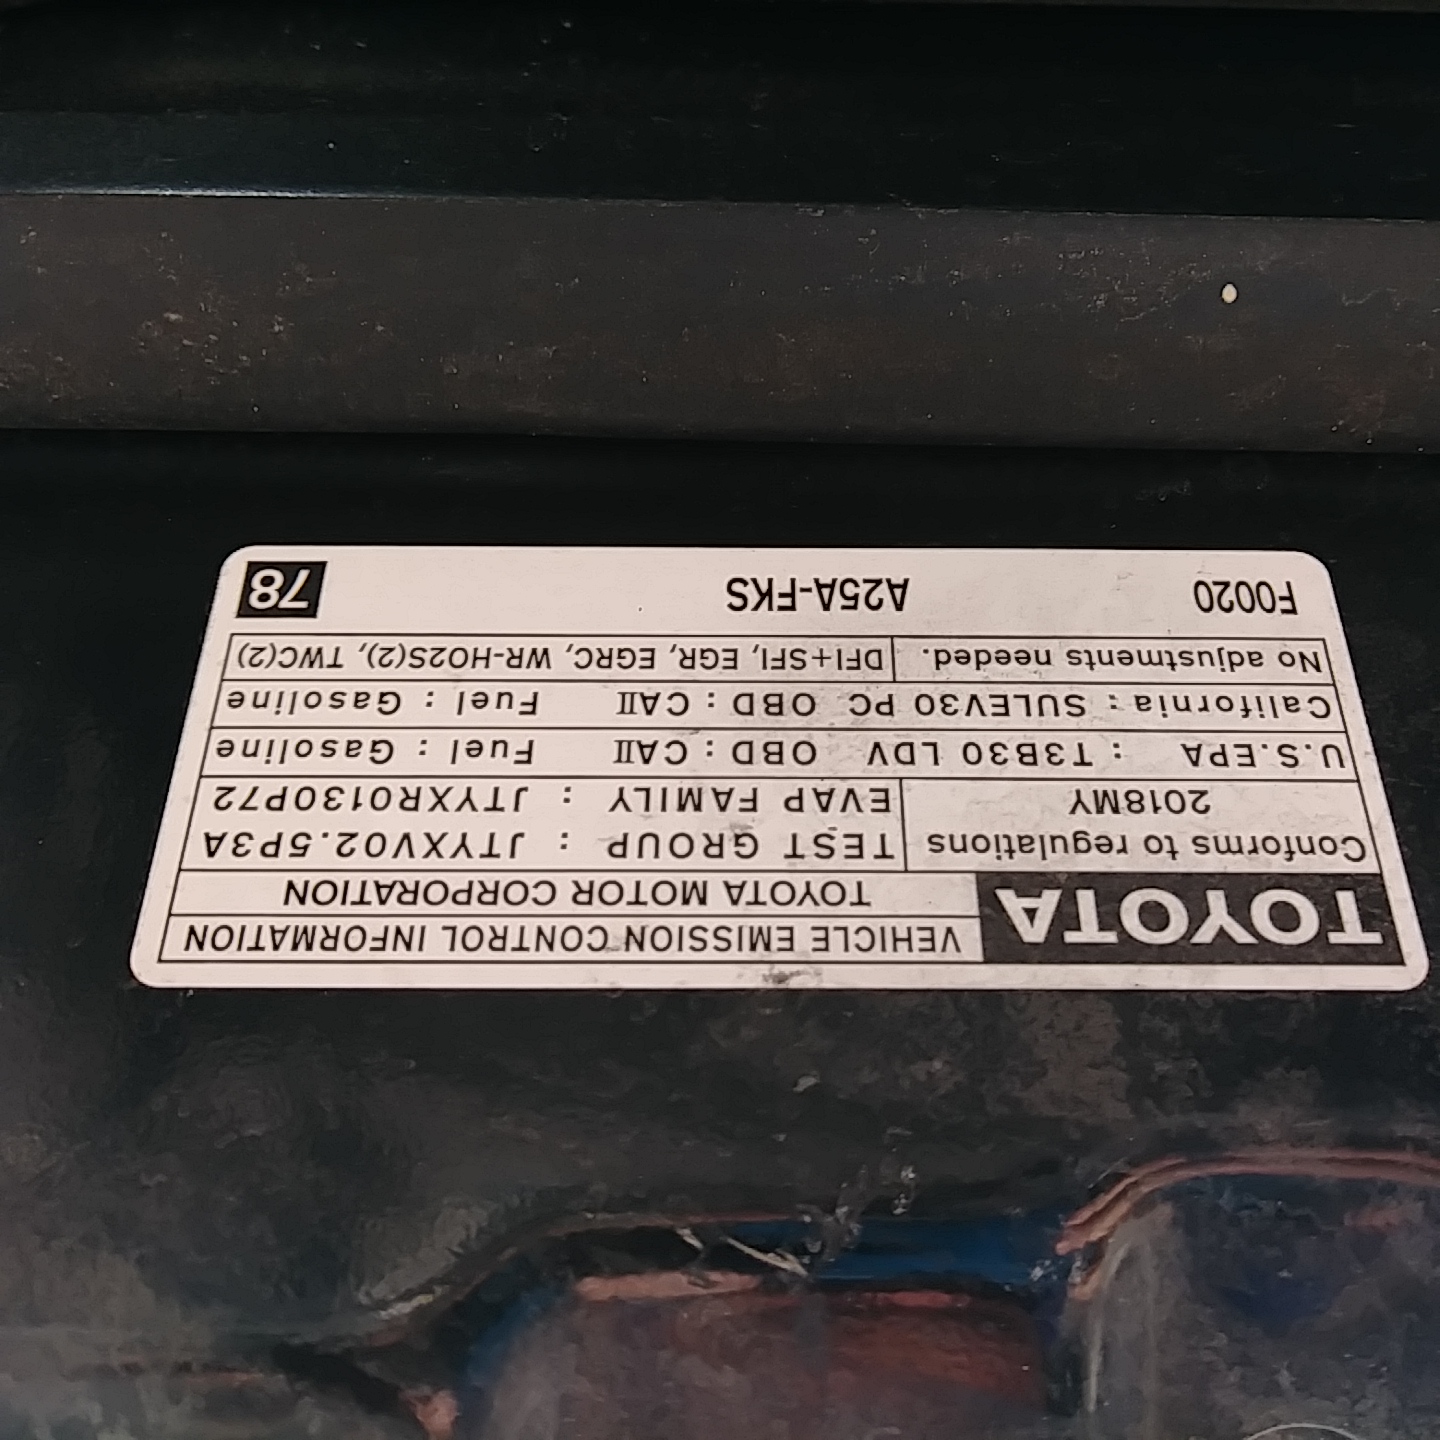 TOYOTA
VEHICLE EMISSION CONTROL INFORMATION
TOYOTA MOTOR CORPORATION
Conforms to regulations
2018MY
TEST GROUP : JTYXV02.5P3A
EVAP FAMILY : JTYXR0130P72
U.S.EPA : T3B30 LDV OBD : CAII Fuel : Gasoline
California : SULEV30 PC OBD : CAII Fuel : Gasoline
No adjustments needed. DFI+SFI, EGR, EGRC, WR-HO2S(2), TWC(2)
F0020 A25A-FKS 78